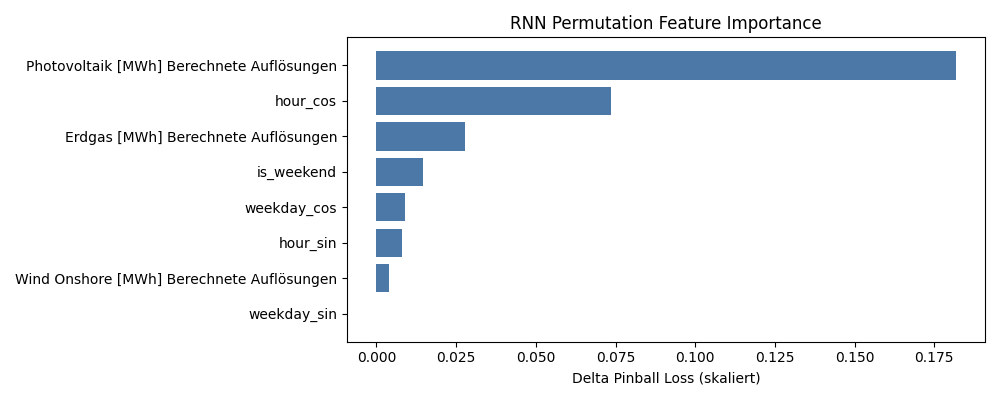 RNN Permutation Feature Importance
Photovoltaik [MWh] Berechnete Auflösungen
hour_cos
Erdgas [MWh] Berechnete Auflösungen
is_weekend
weekday_cos
hour_sin
Wind Onshore [MWh] Berechnete Auflösungen
weekday_sin
0.000 0.025 0.050 0.075 0.100 0.125 0.150 0.175
Delta Pinball Loss (skaliert)